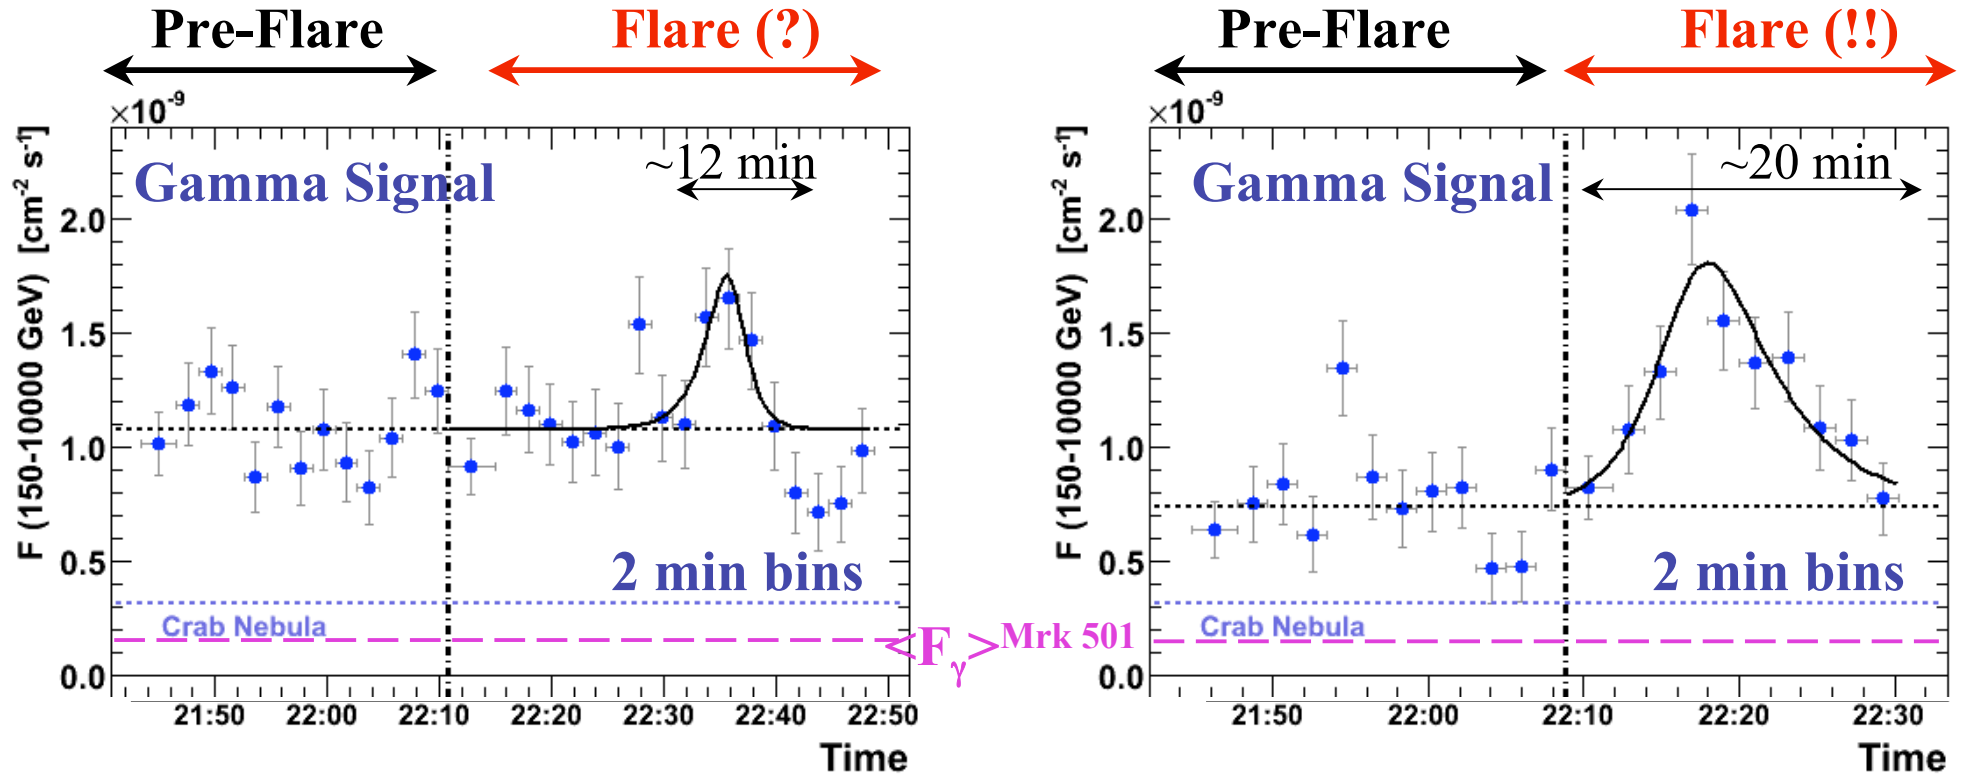 Pre-Flare
Flare (?)
×10⁻⁹
F (150-10000 GeV) [cm⁻² s⁻¹]
Gamma Signal
~12 min
2.0
1.5
1.0
0.5
0.0
2 min bins
Crab Nebula
21:50 22:00 22:10 22:20 22:30 22:40 22:50
Time
<F_γ>^Mrk 501
Pre-Flare
Flare (!!)
×10⁻⁹
F (150-10000 GeV) [cm⁻² s⁻¹]
Gamma Signal
~20 min
2.0
1.5
1.0
0.5
0.0
2 min bins
Crab Nebula
21:50 22:00 22:10 22:20 22:30
Time